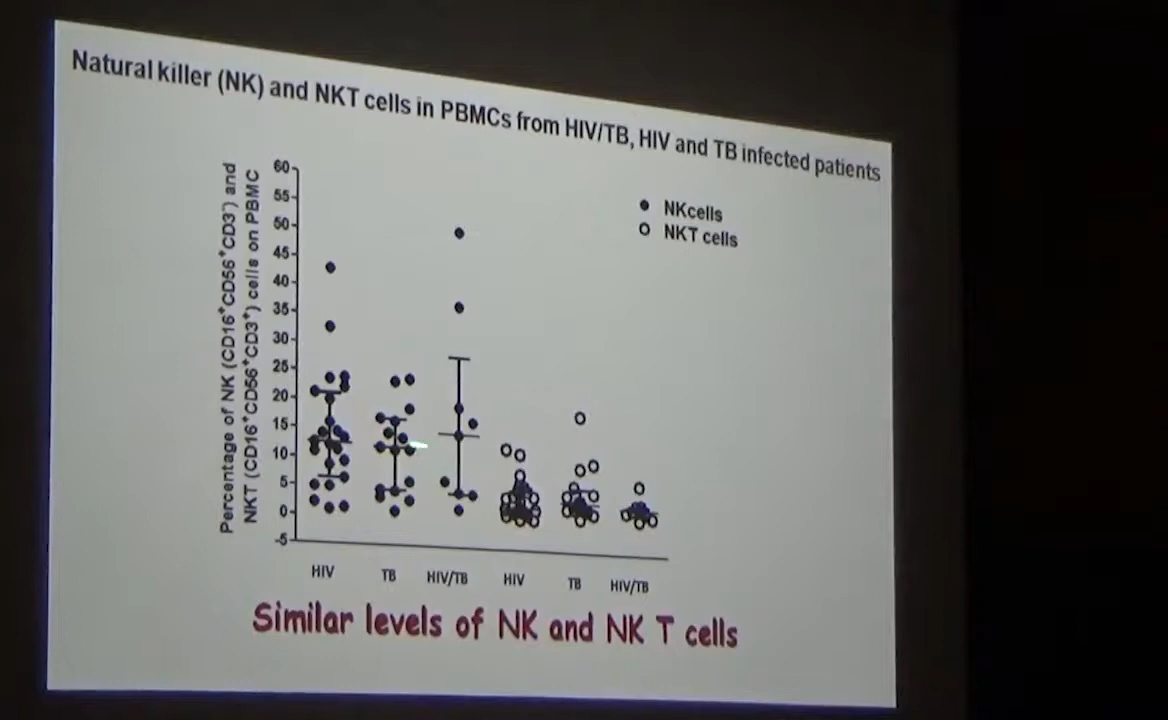 Natural killer (NK) and NKT cells in PBMCs from HIV/TB, HIV and TB infected patients
Percentage of NK (CD16⁺CD56⁺CD3⁻) and
NKT (CD16⁺CD56⁺CD3⁺) cells on PBMC
60
55
50
45
40
35
30
25
20
15
10
5
0
-5
NKcells
NKT cells
HIV TB HIV/TB HIV TB HIV/TB
Similar levels of NK and NK T cells